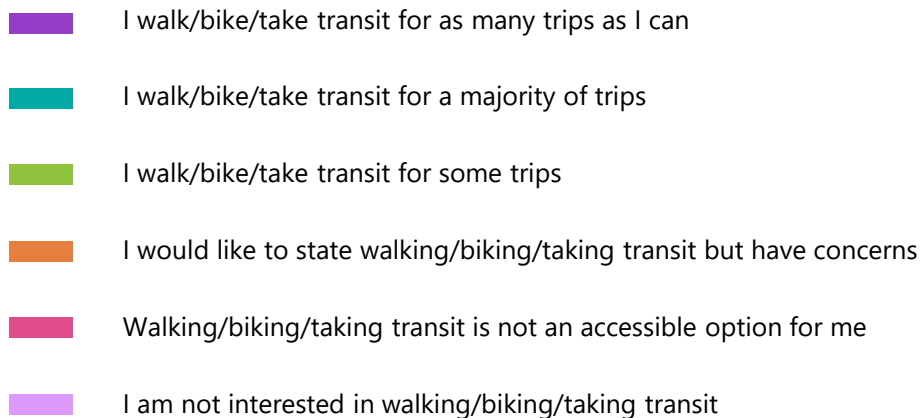 I walk/bike/take transit for as many trips as I can
I walk/bike/take transit for a majority of trips
I walk/bike/take transit for some trips
I would like to state walking/biking/taking transit but have concerns
Walking/biking/taking transit is not an accessible option for me
I am not interested in walking/biking/taking transit